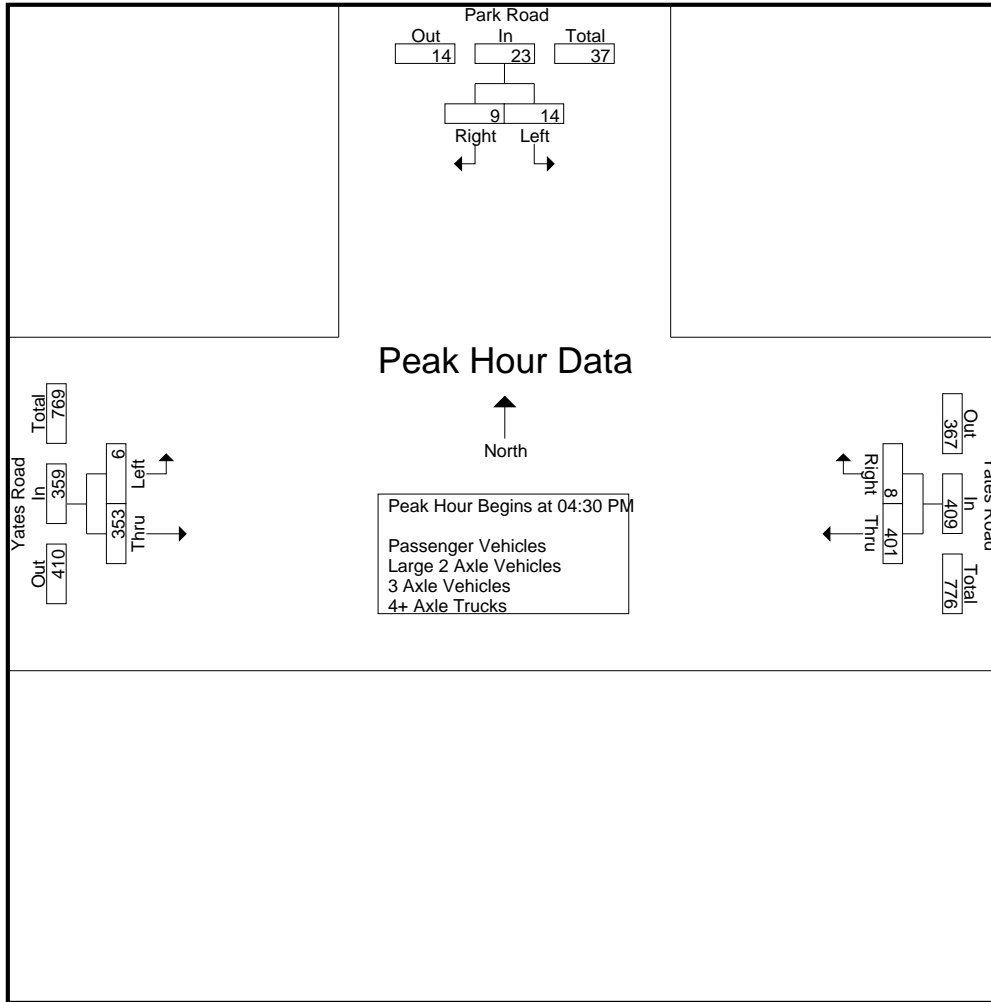 Park Road
Out In Total
14 23 37
9 14
Right Left
Peak Hour Data
North
Peak Hour Begins at 04:30 PM
Passenger Vehicles
Large 2 Axle Vehicles
3 Axle Vehicles
4+ Axle Trucks
Yates Road
Out In Total
410 359 769
6 353
Left Thru
Yates Road
Out In Total
367 409 776
8 401
Right Thru